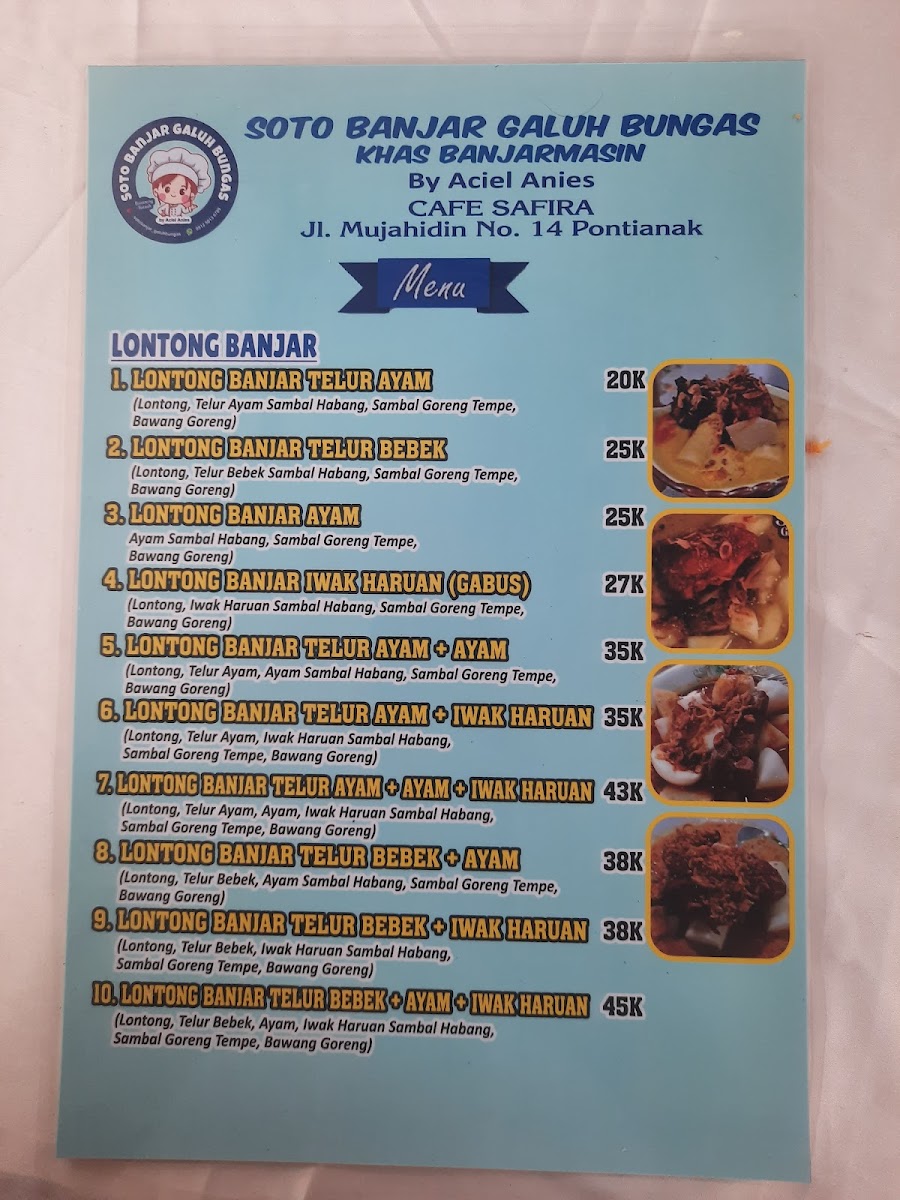 SOTO BANJAR GALUH BUNGAS
by Aciel Anies
SOTO BANJAR GALUH BUNGAS
KHAS BANJARMASIN
By Aciel Anies
CAFE SAFIRA
Jl. Mujahidin No. 14 Pontianak
Menu
LONTONG BANJAR
1. LONTONG BANJAR TELUR AYAM 20K
(Lontong, Telur Ayam Sambal Habang, Sambal Goreng Tempe,
Bawang Goreng)
2. LONTONG BANJAR TELUR BEBEK 25K
(Lontong, Telur Bebek Sambal Habang, Sambal Goreng Tempe,
Bawang Goreng)
3. LONTONG BANJAR AYAM 25K
Ayam Sambal Habang, Sambal Goreng Tempe,
Bawang Goreng)
4. LONTONG BANJAR IWAK HARUAN (GABUS) 27K
(Lontong, Iwak Haruan Sambal Habang, Sambal Goreng Tempe,
Bawang Goreng)
5. LONTONG BANJAR TELUR AYAM + AYAM 35K
(Lontong, Telur Ayam, Ayam Sambal Habang, Sambal Goreng Tempe,
Bawang Goreng)
6. LONTONG BANJAR TELUR AYAM + IWAK HARUAN 35K
(Lontong, Telur Ayam, Iwak Haruan Sambal Habang,
Sambal Goreng Tempe, Bawang Goreng)
7. LONTONG BANJAR TELUR AYAM + AYAM + IWAK HARUAN 43K
(Lontong, Telur Ayam, Ayam, Iwak Haruan Sambal Habang,
Sambal Goreng Tempe, Bawang Goreng)
8. LONTONG BANJAR TELUR BEBEK + AYAM 38K
(Lontong, Telur Bebek, Ayam Sambal Habang, Sambal Goreng Tempe,
Bawang Goreng)
9. LONTONG BANJAR TELUR BEBEK + IWAK HARUAN 38K
(Lontong, Telur Bebek, Iwak Haruan Sambal Habang,
Sambal Goreng Tempe, Bawang Goreng)
10. LONTONG BANJAR TELUR BEBEK + AYAM + IWAK HARUAN 45K
(Lontong, Telur Bebek, Ayam, Iwak Haruan Sambal Habang,
Sambal Goreng Tempe, Bawang Goreng)